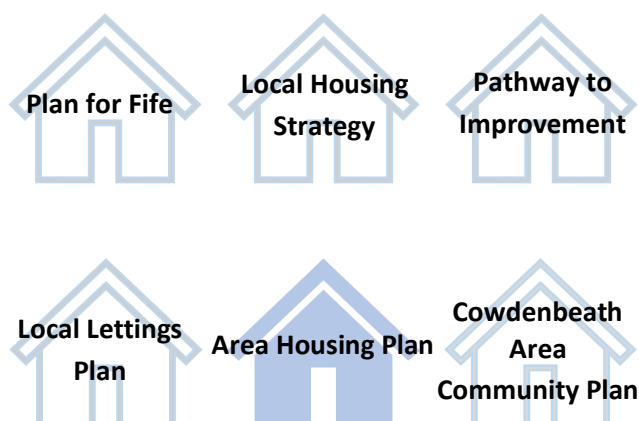 Plan for Fife
Local Housing
Strategy
Pathway to
Improvement
Local Lettings
Plan
Area Housing Plan
Cowdenbeath
Area
Community Plan